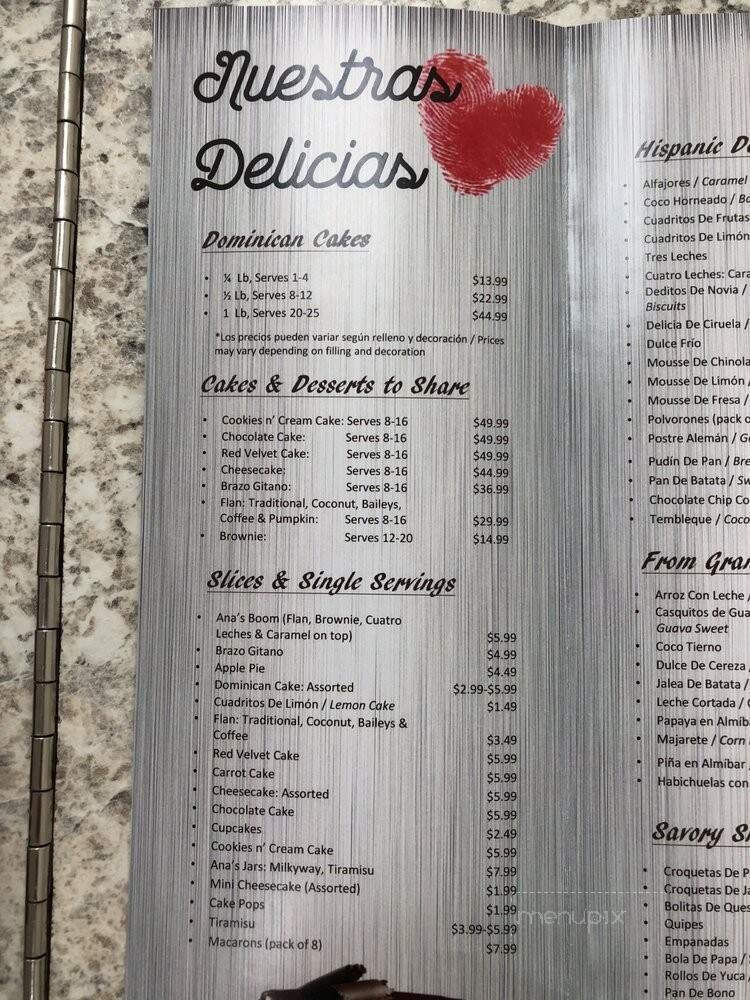 Nuestras
Delicias
Dominican Cakes
• ¼ Lb, Serves 1-4 $13.99
• ½ Lb, Serves 8-12 $22.99
• 1 Lb, Serves 20-25 $44.99
*Los precios pueden variar según relleno y decoración / Prices
may vary depending on filling and decoration
Cakes & Desserts to Share
• Cookies n' Cream Cake: Serves 8-16 $49.99
• Chocolate Cake: Serves 8-16 $49.99
• Red Velvet Cake: Serves 8-16 $49.99
• Cheesecake: Serves 8-16 $44.99
• Brazo Gitano: Serves 8-16 $36.99
• Flan: Traditional, Coconut, Baileys,
Coffee & Pumpkin: Serves 8-16 $29.99
• Brownie: Serves 12-20 $14.99
Slices & Single Servings
• Ana's Boom (Flan, Brownie, Cuatro
Leches & Caramel on top) $5.99
• Brazo Gitano $4.99
• Apple Pie $4.49
• Dominican Cake: Assorted $2.99-$5.99
• Cuadritos De Limón / Lemon Cake $1.49
• Flan: Traditional, Coconut, Baileys &
Coffee $3.49
• Red Velvet Cake $5.99
• Carrot Cake $5.99
• Cheesecake: Assorted $5.99
• Chocolate Cake $5.99
• Cupcakes $2.49
• Cookies n' Cream Cake $5.99
• Ana's Jars: Milkyway, Tiramisu $7.99
• Mini Cheesecake (Assorted) $1.99
• Cake Pops $1.99
• Tiramisu $3.99-$5.99
• Macarons (pack of 8) $7.99
Hispanic
• Alfajores / Caramel
• Coco Horneado /
• Cuadritos De Frutas
• Cuadritos De Limón
• Tres Leches
• Cuatro Leches:
• Deditos De Novia /
Biscuits
• Delicia De Ciruela /
• Dulce Frío
• Mousse De Chinola
• Mousse De Limón /
• Mousse De Fresa /
• Polvorones (pack
• Postre Alemán /
• Pudín De Pan /
• Pan De Batata /
• Chocolate Chip
• Tembleque /
From
• Arroz Con Leche /
• Casquitos de
Guava Sweet
• Coco Tierno
• Dulce De Cereza
• Jalea De Batata /
• Leche Cortada /
• Papaya en
• Majarete / Corn
• Piña en Almíbar
• Habichuelas con
Savory
• Croquetas De
• Croquetas De
• Bolitas De
• Quipes
• Empanadas
• Bola De Papa /
• Rollos De Yuca
• Pan De Bono
menupix